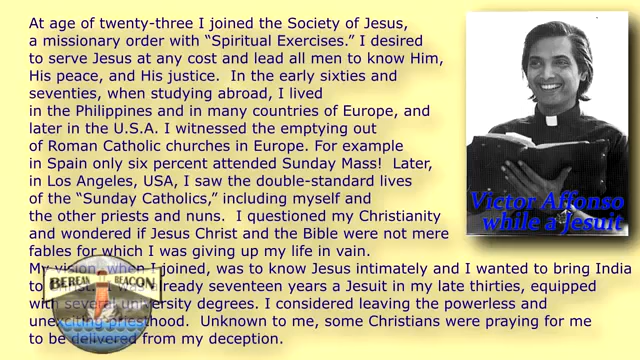 At age of twenty-three I joined the Society of Jesus,
a missionary order with “Spiritual Exercises.” I desired
to serve Jesus at any cost and lead all men to know Him,
His peace, and His justice.  In the early sixties and
seventies, when studying abroad, I lived
in the Philippines and in many countries of Europe, and
later in the U.S.A. I witnessed the emptying out
of Roman Catholic churches in Europe. For example
in Spain only six percent attended Sunday Mass!  Later,
in Los Angeles, USA, I saw the double-standard lives
of the “Sunday Catholics,” including myself and
the other priests and nuns.  I questioned my Christianity
and wondered if Jesus Christ and the Bible were not mere
fables for which I was giving up my life in vain.
My vision, when I joined, was to know Jesus intimately and I wanted to bring India
to already seventeen years a Jesuit in my late thirties, equipped
with several university degrees. I considered leaving the powerless and
unexciting priesthood.  Unknown to me, some Christians were praying for me
to be delivered from my deception.
Victor Affonso
while a Jesuit
BEREAN BEACON